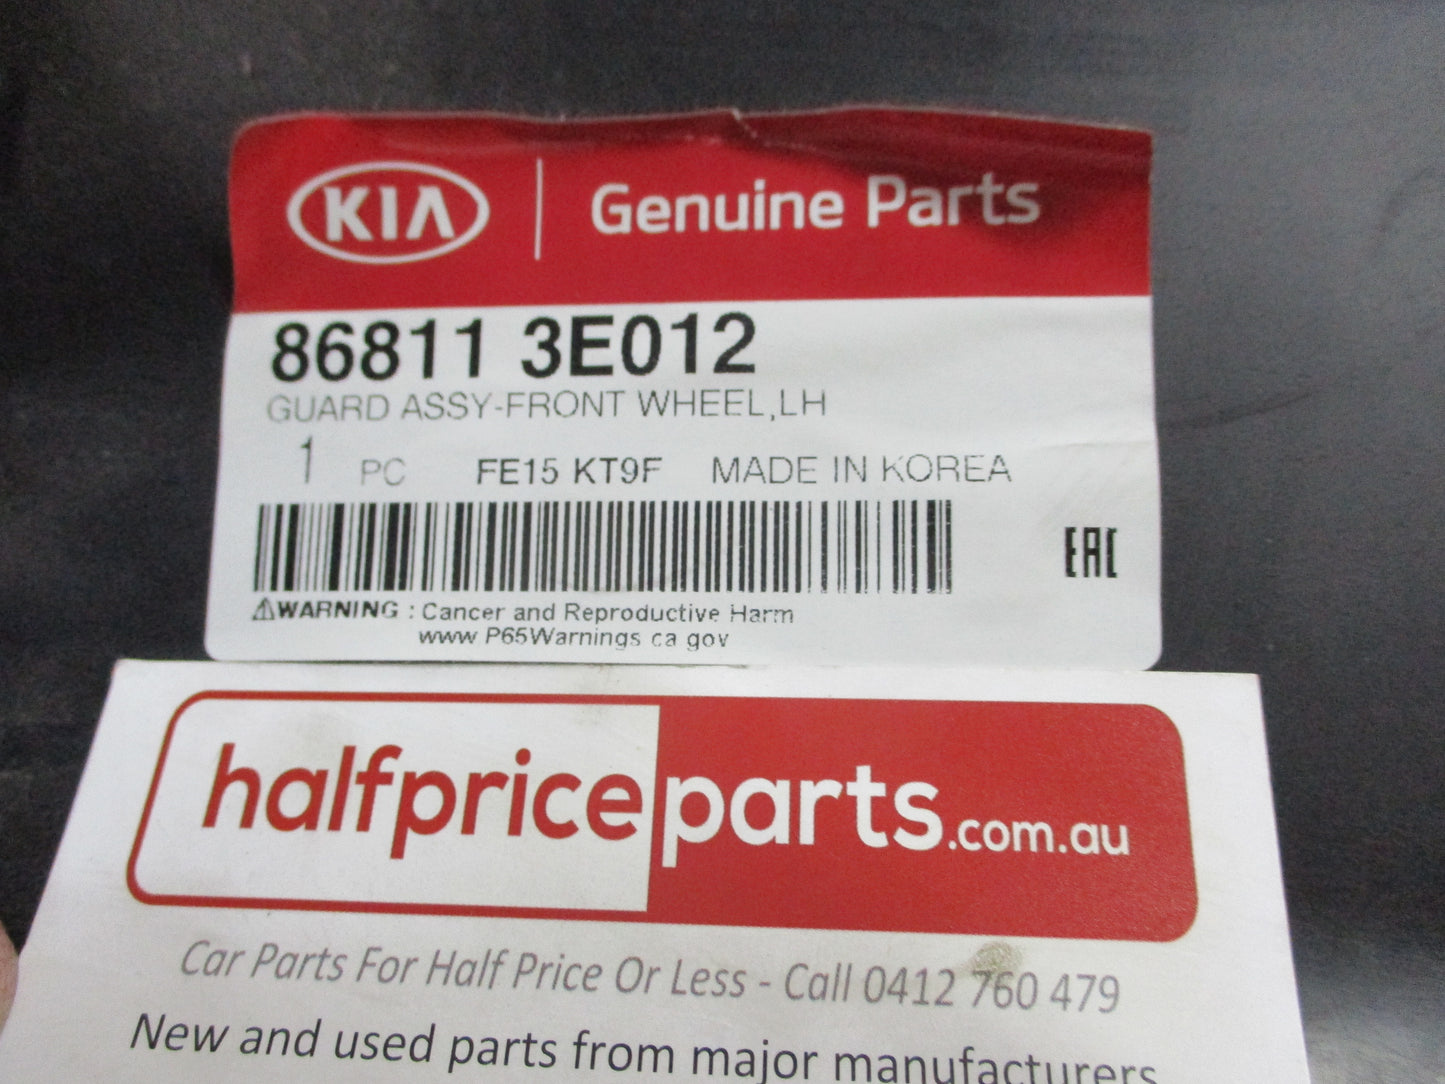 KIA Genuine Parts
86811 3E012
GUARD ASSY-FRONT WHEEL,LH
1 PC FE15 KT9F MADE IN KOREA
EAC
⚠WARNING : Cancer and Reproductive Harm
www P65Warnings ca gov
halfpriceparts.com.au
Car Parts For Half Price Or Less - Call 0412 760 479
New and used parts from major manufacturers